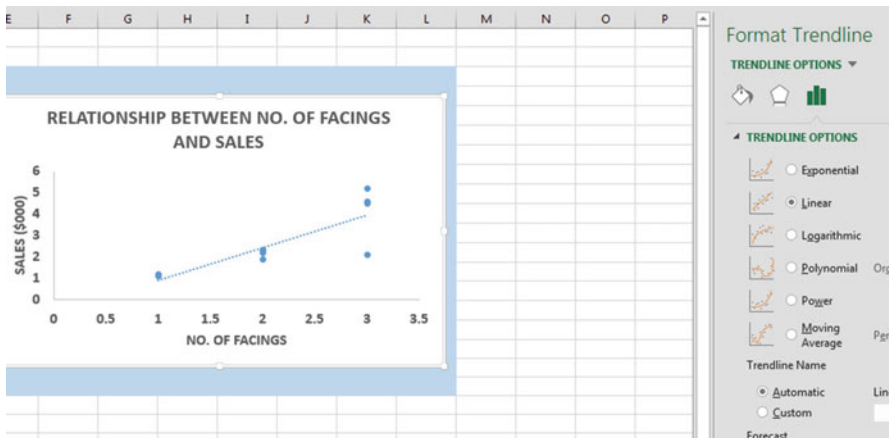 E F G H I J K L M N O P
Format Trendline
TRENDLINE OPTIONS
TRENDLINE OPTIONS
Exponential
Linear
Logarithmic
Polynomial
Power
Moving
Average
Trendline Name
Automatic
Custom
Forecast
RELATIONSHIP BETWEEN NO. OF FACINGS
AND SALES
SALES ($000)
6
5
4
3
2
1
0
0 0.5 1 1.5 2 2.5 3 3.5
NO. OF FACINGS